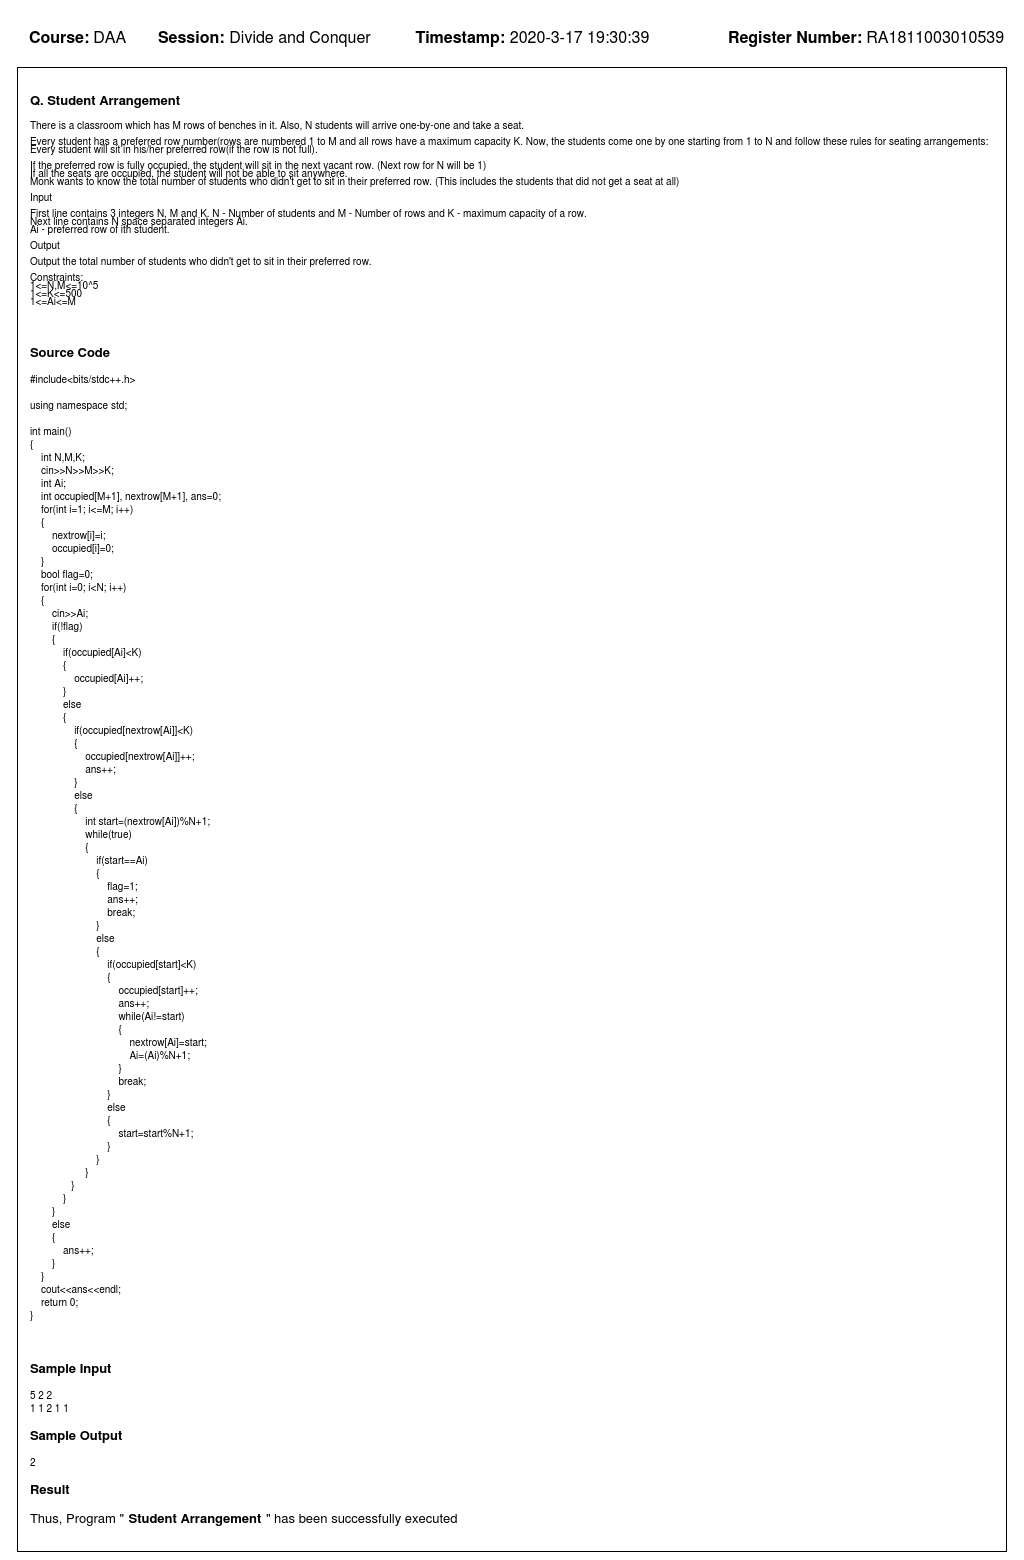 Course: DAA Session: Divide and Conquer Timestamp: 2020-3-17 19:30:39 Register Number: RA1811003010539
Q. Student Arrangement
There is a classroom which has M rows of benches in it. Also, N students will arrive one-by-one and take a seat.
Every student has a preferred row number(rows are numbered 1 to M and all rows have a maximum capacity K. Now, the students come one by one starting from 1 to N and follow these rules for seating arrangements:
Every student will sit in his/her preferred row(if the row is not full).
If the preferred row is fully occupied, the student will sit in the next vacant row. (Next row for N will be 1)
If all the seats are occupied, the student will not be able to sit anywhere.
Monk wants to know the total number of students who didn't get to sit in their preferred row. (This includes the students that did not get a seat at all)
Input
First line contains 3 integers N, M and K. N - Number of students and M - Number of rows and K - maximum capacity of a row.
Next line contains N space separated integers Ai.
Ai - preferred row of ith student.
Output
Output the total number of students who didn't get to sit in their preferred row.
Constraints:
1<=N,M<=10^5
1<=K<=500
1<=Ai<=M
Source Code
#include<bits/stdc++.h>
using namespace std;
int main()
{
int N,M,K;
cin>>N>>M>>K;
int Ai;
int occupied[M+1], nextrow[M+1], ans=0;
for(int i=1; i<=M; i++)
{
nextrow[i]=i;
occupied[i]=0;
}
bool flag=0;
for(int i=0; i<N; i++)
{
cin>>Ai;
if(!flag)
{
if(occupied[Ai]<K)
{
occupied[Ai]++;
}
else
{
if(occupied[nextrow[Ai]]<K)
{
occupied[nextrow[Ai]]++;
ans++;
}
else
{
int start=(nextrow[Ai])%N+1;
while(true)
{
if(start==Ai)
{
flag=1;
ans++;
break;
}
else
{
if(occupied[start]<K)
{
occupied[start]++;
ans++;
while(Ai!=start)
{
nextrow[Ai]=start;
Ai=(Ai)%N+1;
}
break;
}
else
{
start=start%N+1;
}
}
}
}
}
}
else
{
ans++;
}
}
cout<<ans<<endl;
return 0;
}
Sample Input
5 2 2
1 1 2 1 1
Sample Output
2
Result
Thus, Program " Student Arrangement " has been successfully executed